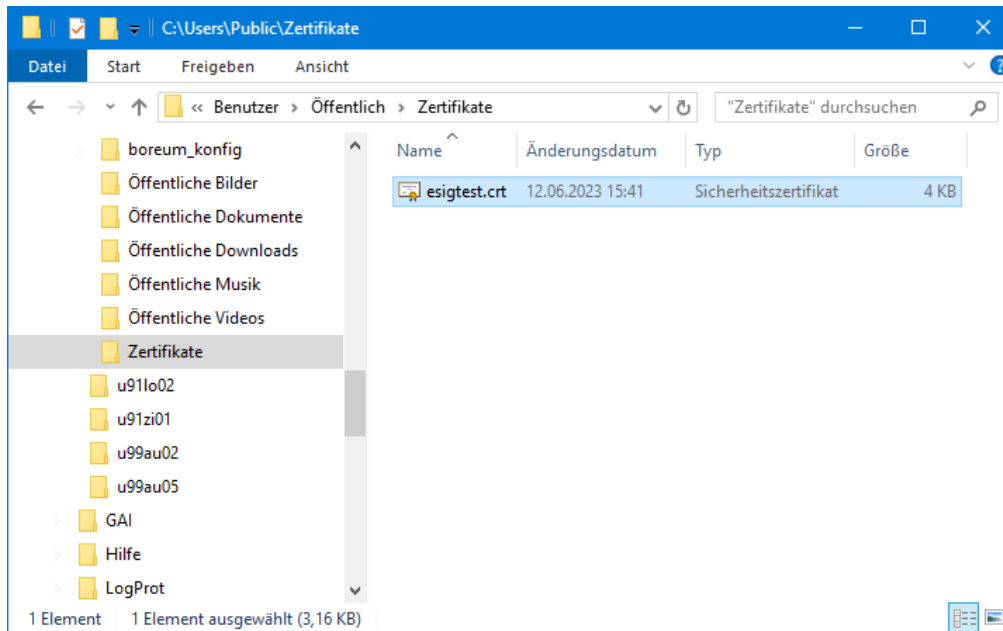 C:\Users\Public\Zertifikate
Datei Start Freigeben Ansicht
« Benutzer > Öffentlich > Zertifikate "Zertifikate" durchsuchen
boreum_konfig
Öffentliche Bilder
Öffentliche Dokumente
Öffentliche Downloads
Öffentliche Musik
Öffentliche Videos
Zertifikate
u91lo02
u91zi01
u99au02
u99au05
GAI
Hilfe
LogProt
Name Änderungsdatum Typ Größe
esigtest.crt 12.06.2023 15:41 Sicherheitszertifikat 4 KB
1 Element 1 Element ausgewählt (3,16 KB)